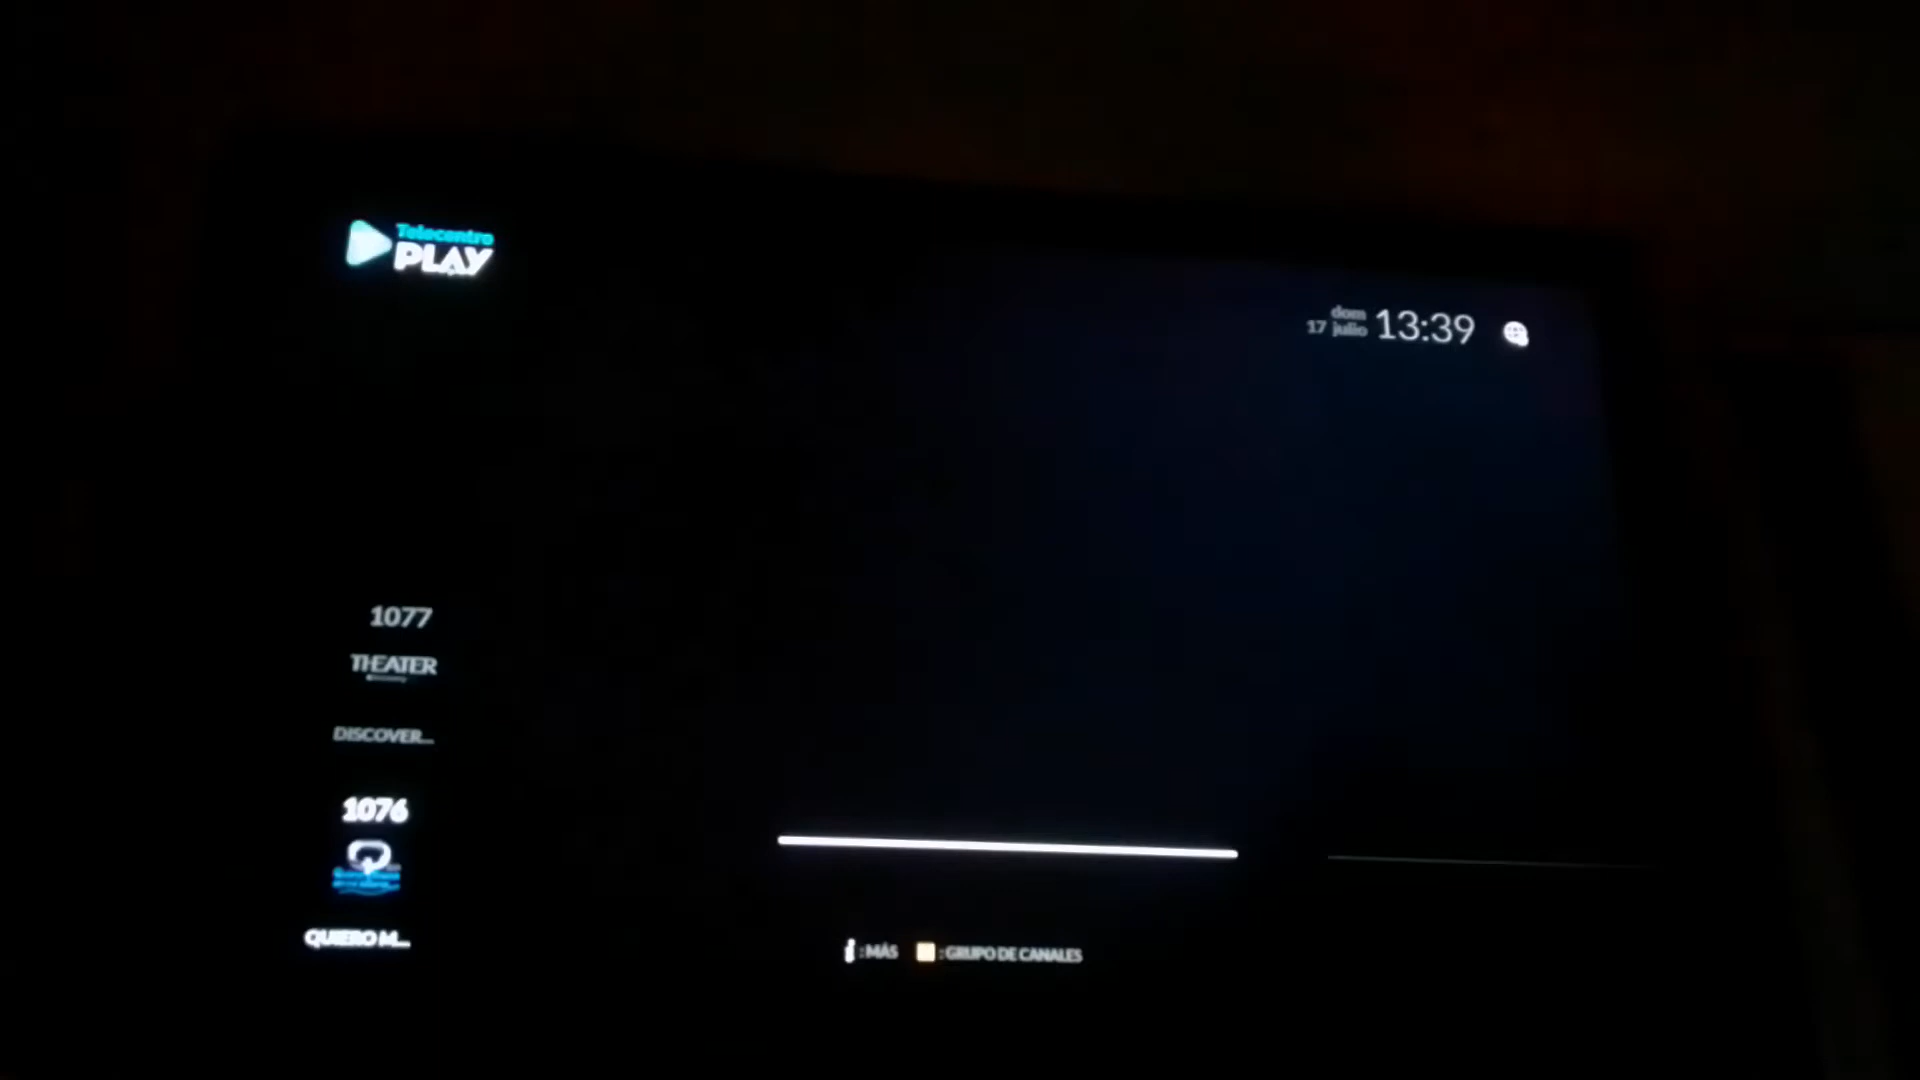 Telecentro
PLAY
dom
17 julio
13:39
1077
THEATER
DISCOVER...
1076
QUIERO M...
: MÁS
: GRUPO DE CANALES